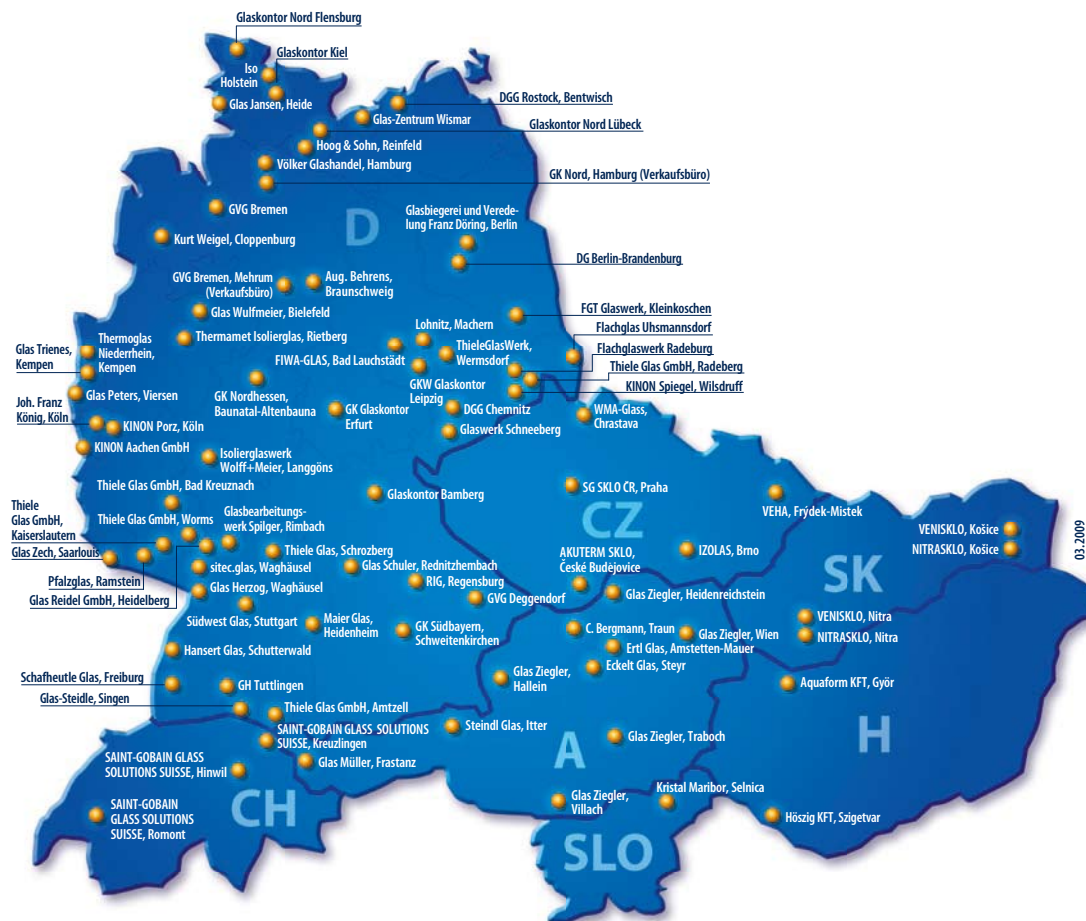 Glaskontor Nord Flensburg
Glaskontor Kiel
Iso
Holstein
Glas Jansen, Heide
DGG Rostock, Bentwisch
Glas-Zentrum Wismar
Glaskontor Nord Lübeck
Hoog & Sohn, Reinfeld
Völker Glashandel, Hamburg
GK Nord, Hamburg (Verkaufsbüro)
GVG Bremen
Glasbiegerei und Verede-
lung Franz Döring, Berlin
D
Kurt Weigel, Cloppenburg
DG Berlin-Brandenburg
GVG Bremen, Mehrum
(Verkaufsbüro)
Aug. Behrens,
Braunschweig
Glas Wulfmeier, Bielefeld
FGT Glaswerk, Kleinkoschen
Lohnitz, Machern
Flachglas Uhsmannsdorf
Thermoglas
Niederrhein,
Kempen
Thermamet Isolierglas, Rietberg
Glas Trienes,
Kempen
ThieleGlasWerk,
Wermsdorf
Flachglaswerk Radeburg
FIWA-GLAS, Bad Lauchstädt
Thiele Glas GmbH, Radeberg
GKW Glaskontor
Leipzig
KINON Spiegel, Wilsdruff
Glas Peters, Viersen
GK Nordhessen,
Baunatal-Altenbauna
GK Glaskontor
Erfurt
DGG Chemnitz
WMA-Glass,
Chrastava
Joh. Franz
König, Köln
KINON Porz, Köln
Glaswerk Schneeberg
KINON Aachen GmbH
Isolierglaswerk
Wolff+Meier, Langgöns
Thiele Glas GmbH, Bad Kreuznach
Glaskontor Bamberg
SG SKLO ČR, Praha
CZ
VEHA, Frýdek-Mistek
Thiele
Glas GmbH,
Kaiserslautern
Thiele Glas GmbH, Worms
Glasbearbeitungs-
werk Spilger, Rimbach
VENISKLO, Košice
NITRASKLO, Košice
03.2009
Glas Zech, Saarlouis
Thiele Glas, Schrozberg
IZOLAS, Brno
AKUTERM SKLO,
České Budějovice
SK
Pfalzglas, Ramstein
sitec.glas, Waghäusel
Glas Schuler, Rednitzhembach
RIG, Regensburg
Glas Reidel GmbH, Heidelberg
Glas Herzog, Waghäusel
GVG Deggendorf
Glas Ziegler, Heidenreichstein
Südwest Glas, Stuttgart
Maier Glas,
Heidenheim
GK Südbayern,
Schweitenkirchen
C. Bergmann, Traun
Glas Ziegler, Wien
VENISKLO, Nitra
NITRASKLO, Nitra
Ertl Glas, Amstetten-Mauer
Hansert Glas, Schutterwald
Eckelt Glas, Steyr
Schafheutle Glas, Freiburg
GH Tuttlingen
Glas Ziegler,
Hallein
Aquaform KFT, Györ
Glas-Steidle, Singen
Thiele Glas GmbH, Amtzell
H
SAINT-GOBAIN GLASS SOLUTIONS
SUISSE, Kreuzlingen
Steindl Glas, Itter
Glas Ziegler, Traboch
A
SAINT-GOBAIN GLASS
SOLUTIONS SUISSE, Hinwil
Glas Müller, Frastanz
CH
SAINT-GOBAIN
GLASS SOLUTIONS
SUISSE, Romont
Glas Ziegler,
Villach
Kristal Maribor, Selnica
Höszig KFT, Szigetvar
SLO